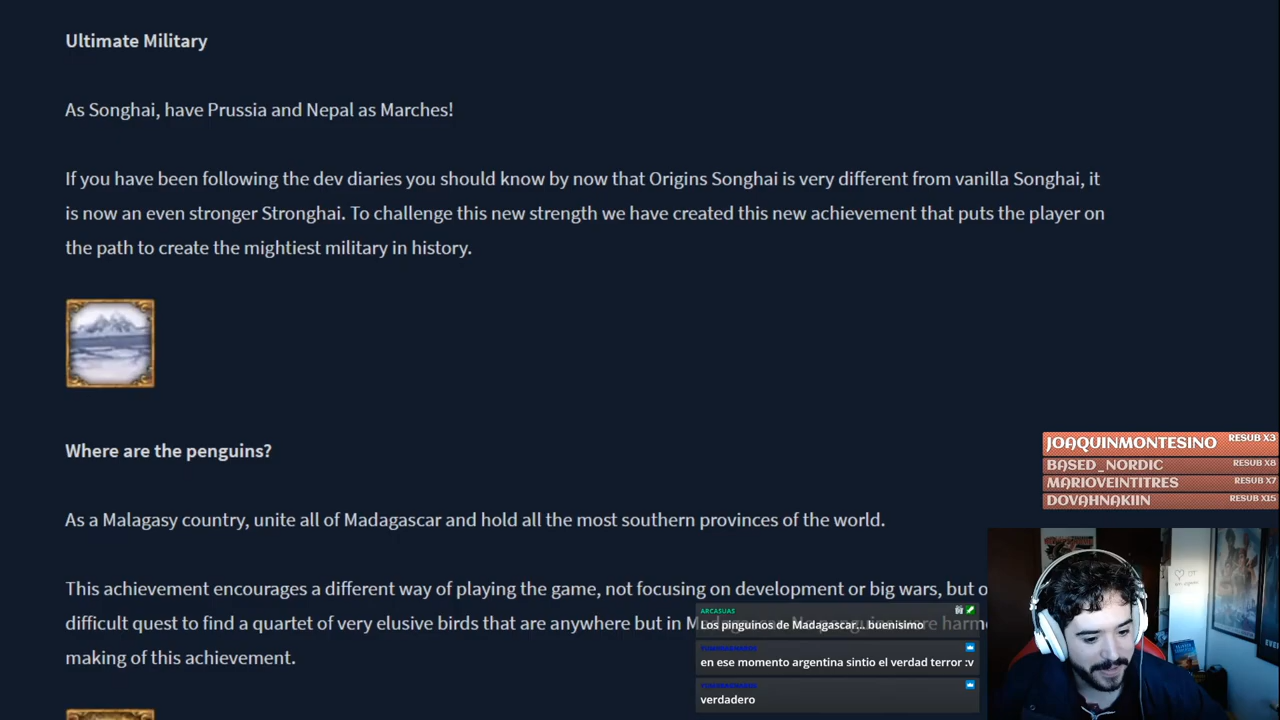 Ultimate Military
As Songhai, have Prussia and Nepal as Marches!
If you have been following the dev diaries you should know by now that Origins Songhai is very different from vanilla Songhai, it
is now an even stronger Stronghai. To challenge this new strength we have created this new achievement that puts the player on
the path to create the mightiest military in history.
Where are the penguins?
As a Malagasy country, unite all of Madagascar and hold all the most southern provinces of the world.
This achievement encourages a different way of playing the game, not focusing on development or big wars, but o
difficult quest to find a quartet of very elusive birds that are anywhere but in
making of this achievement.
JOAQUINMONTESINO RESUB X3
BASED_NORDIC RESUB X8
MARIOVEINTITRES RESUB X7
DOVAHNAKIIN RESUB X15
ARCASUAS
Los pinguinos de Madagascar... buenisimo
en ese momento argentina sintio el verdad terror :v
verdadero